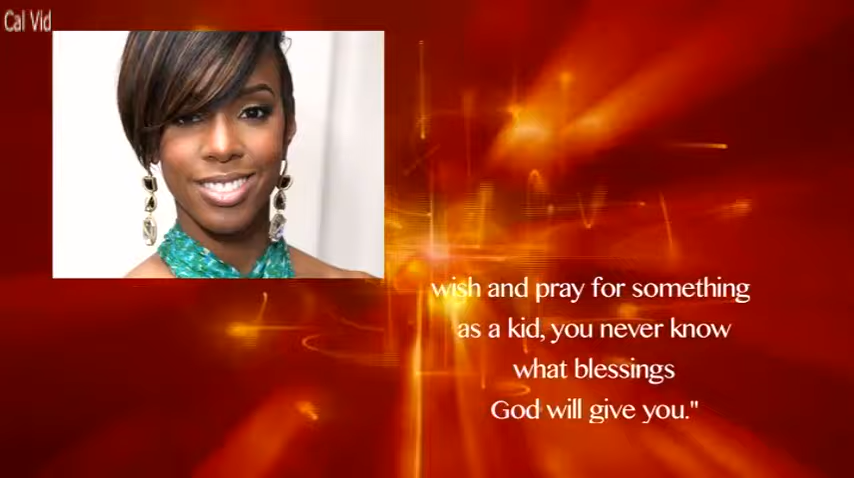 Cal Vid
wish and pray for something
as a kid, you never know
what blessings
God will give you."